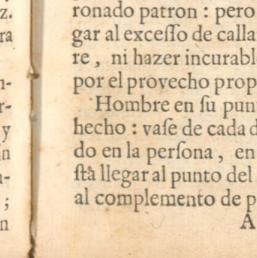 z.
ra
n-
r-
y
n
n-
;
n
ronado patron : pero
gar al exceſſo de calla
re , ni hazer incurabl
por el provecho prop
Hombre en ſu pun
hecho : vaſe de cada d
do en la perſona , en
ſtà llegar al punto del
al complemento de p
A